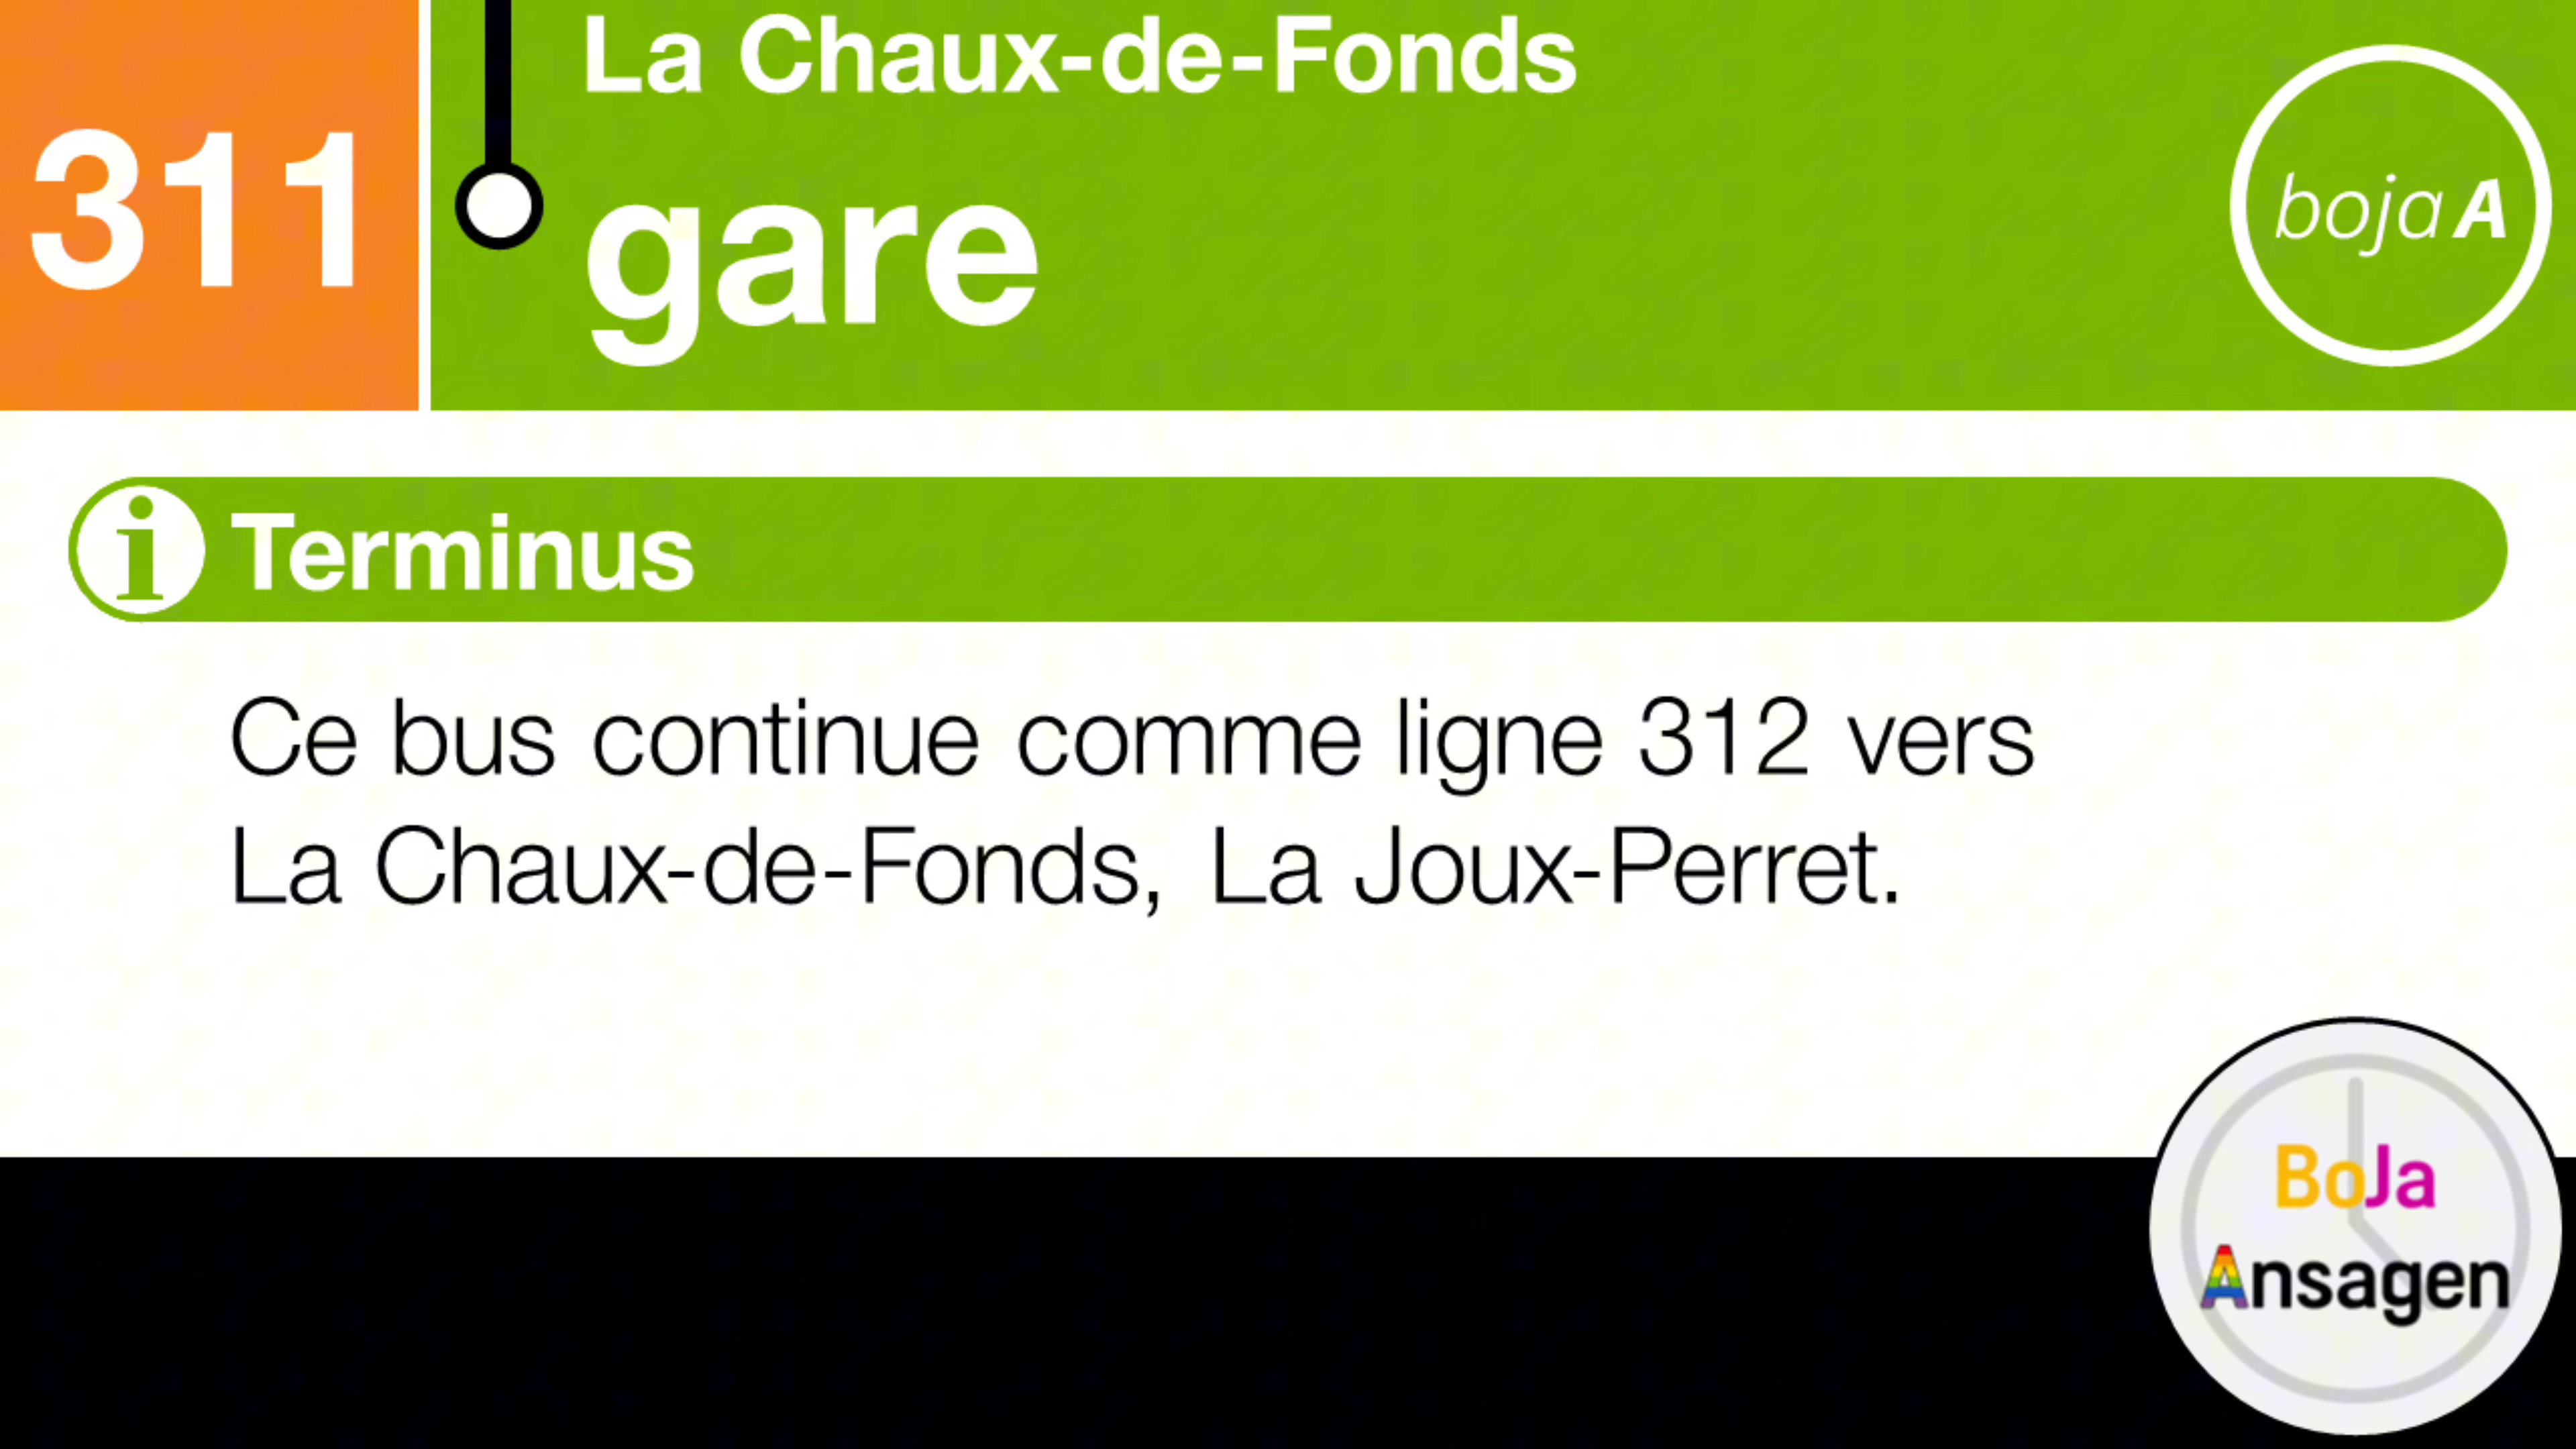 311
La Chaux-de-Fonds
gare
boja A
i Terminus
Ce bus continue comme ligne 312 vers
La Chaux-de-Fonds, La Joux-Perret.
BoJa
Ansagen